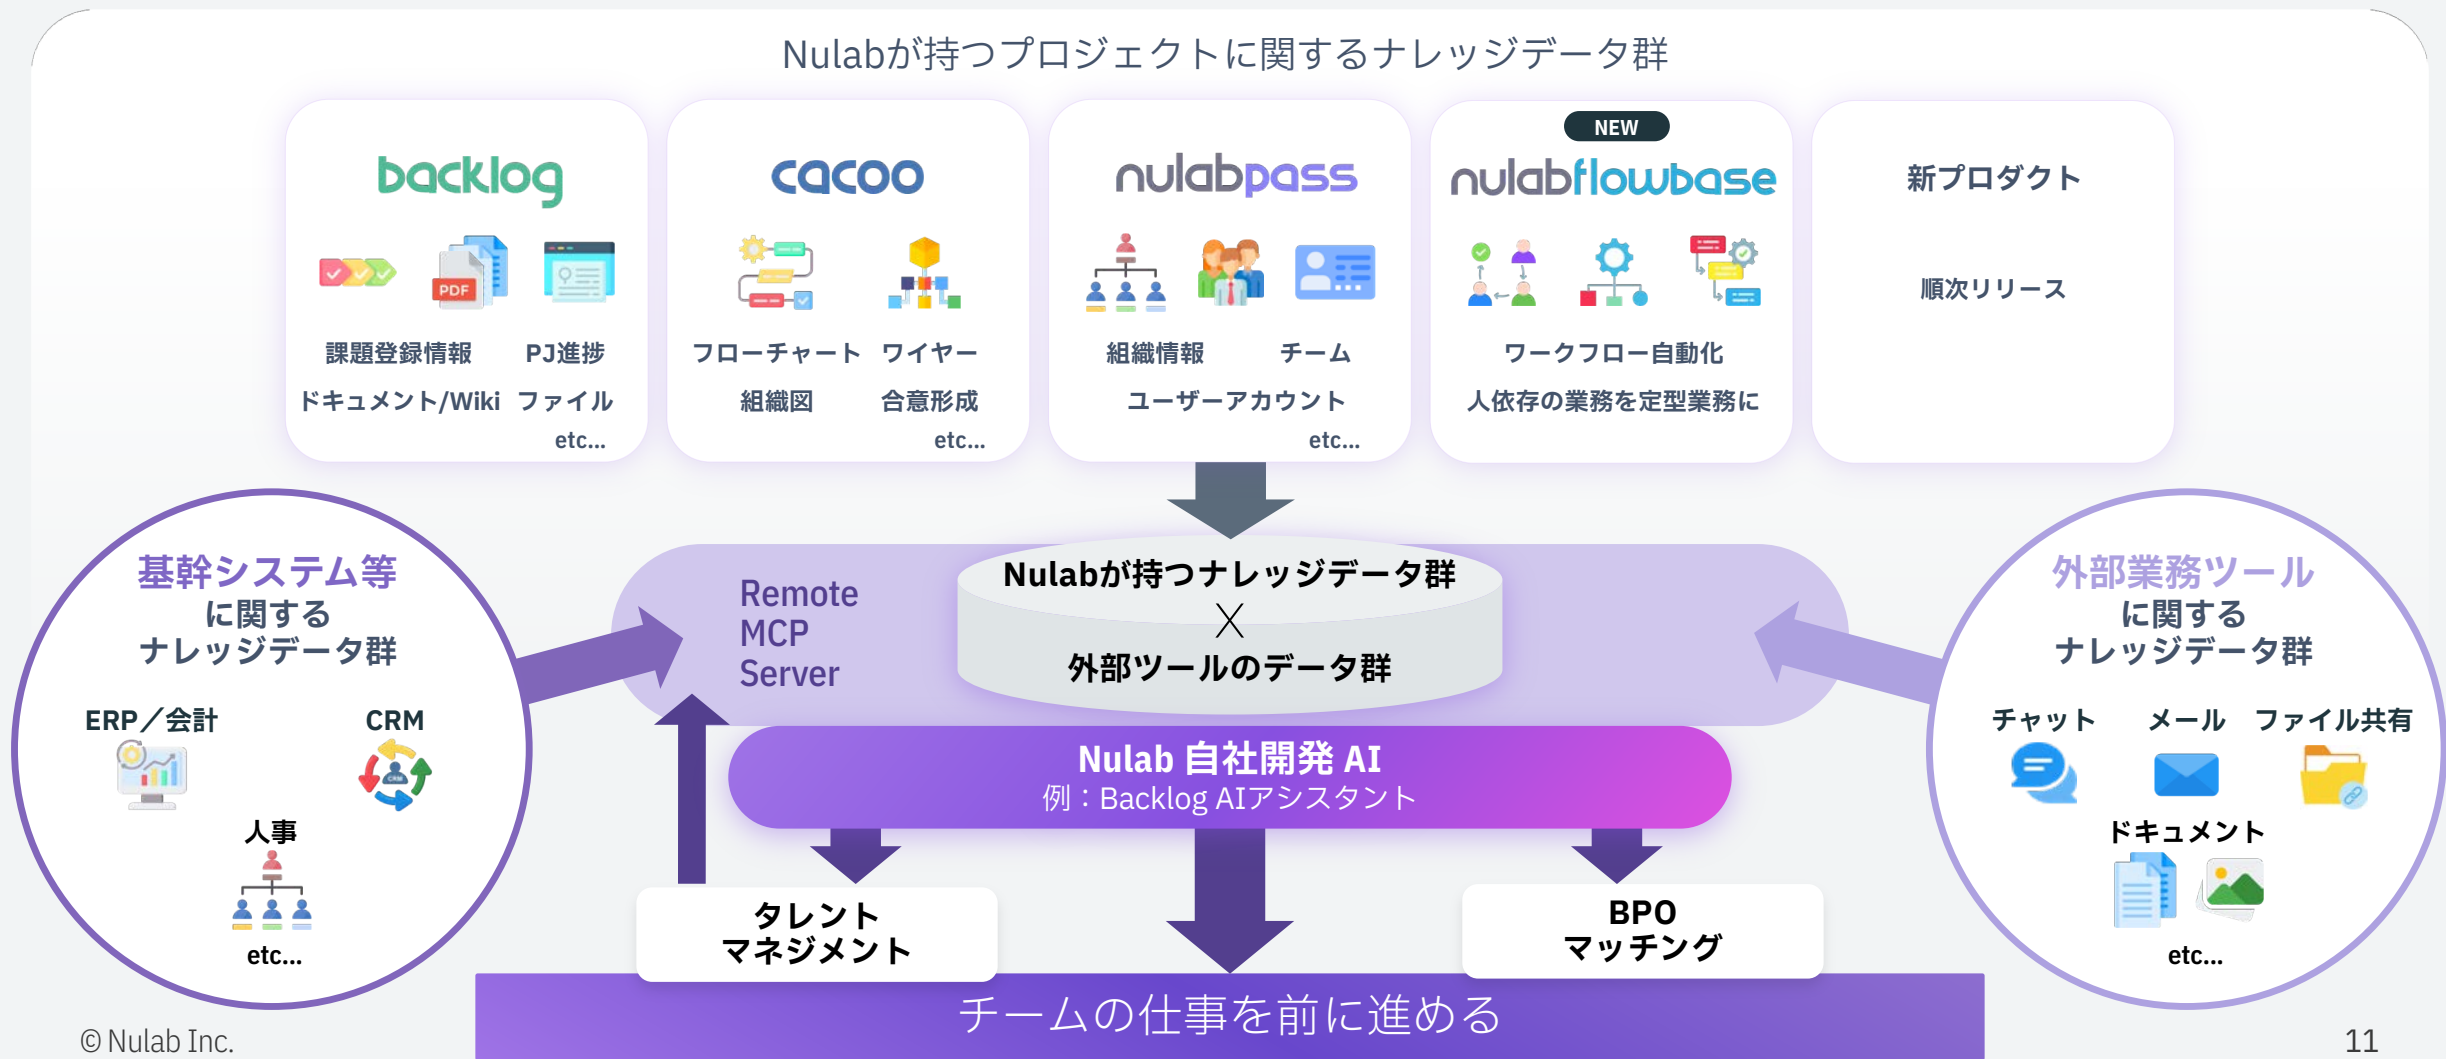 Nulabが持つプロジェクトに関するナレッジデータ群
backlog
課題登録情報 PJ進捗
ドキュメント/Wiki ファイル
etc...
PDF
cacoo
フローチャート ワイヤー
組織図 合意形成
etc...
nulabpass
組織情報 チーム
ユーザーアカウント
etc...
NEW
nulabflowbase
ワークフロー自動化
人依存の業務を定型業務に
新プロダクト
順次リリース
基幹システム等
に関する
ナレッジデータ群
ERP／会計 CRM
CRM
人事
etc...
Remote
MCP
Server
Nulabが持つナレッジデータ群
╳
外部ツールのデータ群
外部業務ツール
に関する
ナレッジデータ群
チャット メール ファイル共有
ドキュメント
etc...
Nulab 自社開発 AI
例：Backlog AIアシスタント
タレント
マネジメント
BPO
マッチング
チームの仕事を前に進める
© Nulab Inc.
11